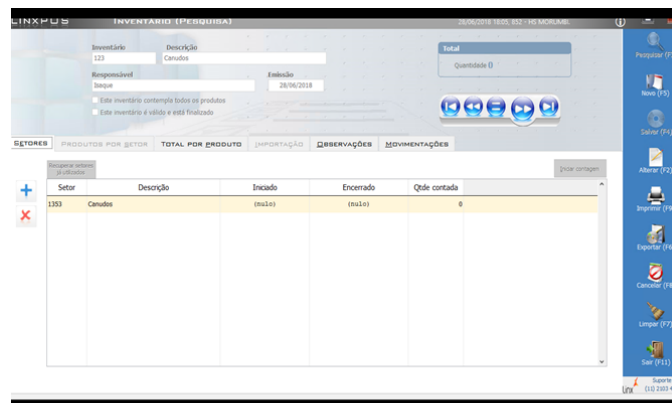 LINXPOS
INVENTÁRIO (PESQUISA)
28/06/2018 18:05, 852 - HS MORUMBI.
Inventário
Descrição
123
Canudos
Responsável
Emissão
Isaque
28/06/2018
Este inventário contempla todos os produtos
Este inventário é válido e está finalizado
Total
Quantidade 0
SETORES
PRODUTOS POR SETOR
TOTAL POR PRODUTO
IMPORTAÇÃO
OBSERVAÇÕES
MOVIMENTAÇÕES
Recuperar setores
já utilizados
Iniciar contagem
Setor
Descrição
Iniciado
Encerrado
Qtde contada
1353
Canudos
(nulo)
(nulo)
0
Pesquisar (F
Novo (F5)
Salvar (F4)
Alterar (F2)
Imprimir (F9
Exportar (F6
Cancelar (F8
Limpar (F7)
Sair (F11)
Linx
Suporte
(11) 2103